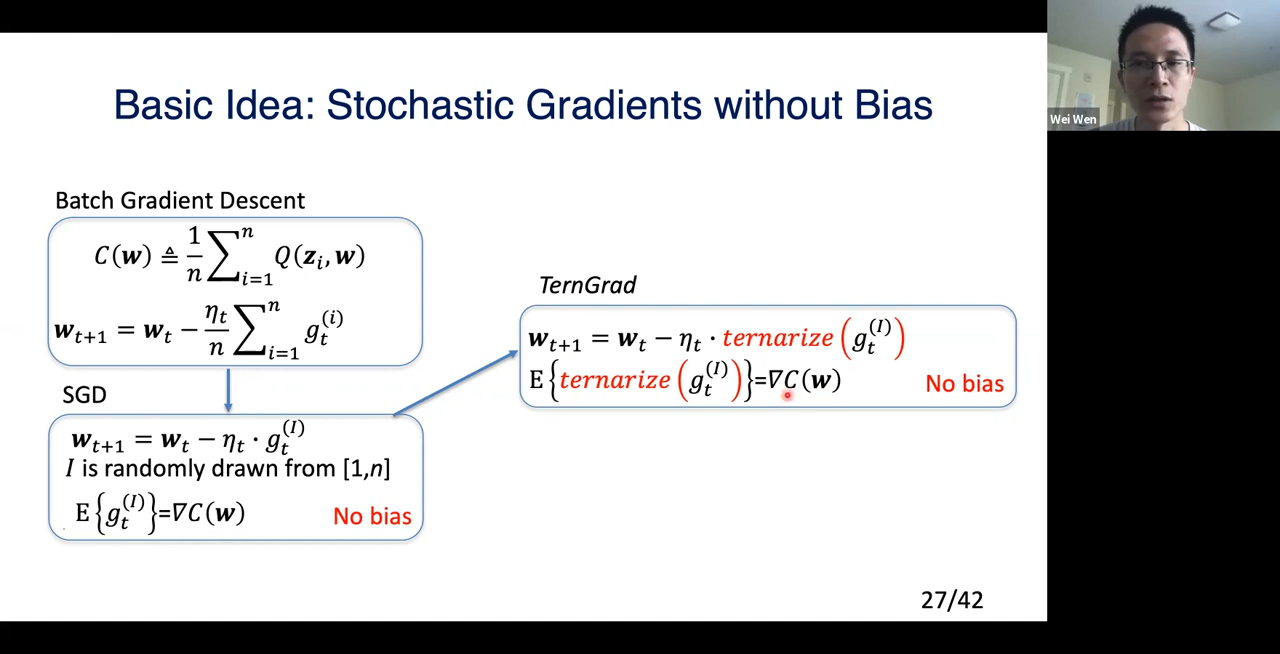 Basic Idea: Stochastic Gradients without Bias
Wei Wen
Batch Gradient Descent
C(w) ≜ 1/n ∑_{i=1}^{n} Q(z_i, w)
w_{t+1} = w_t − η_t/n ∑_{i=1}^{n} g_t^{(i)}
SGD
w_{t+1} = w_t − η_t · g_t^{(I)}
I is randomly drawn from [1,n]
E{g_t^{(I)}}=∇C(w)
No bias
TernGrad
w_{t+1} = w_t − η_t · ternarize(g_t^{(I)})
E{ternarize(g_t^{(I)})}=∇C(w)
No bias
27/42